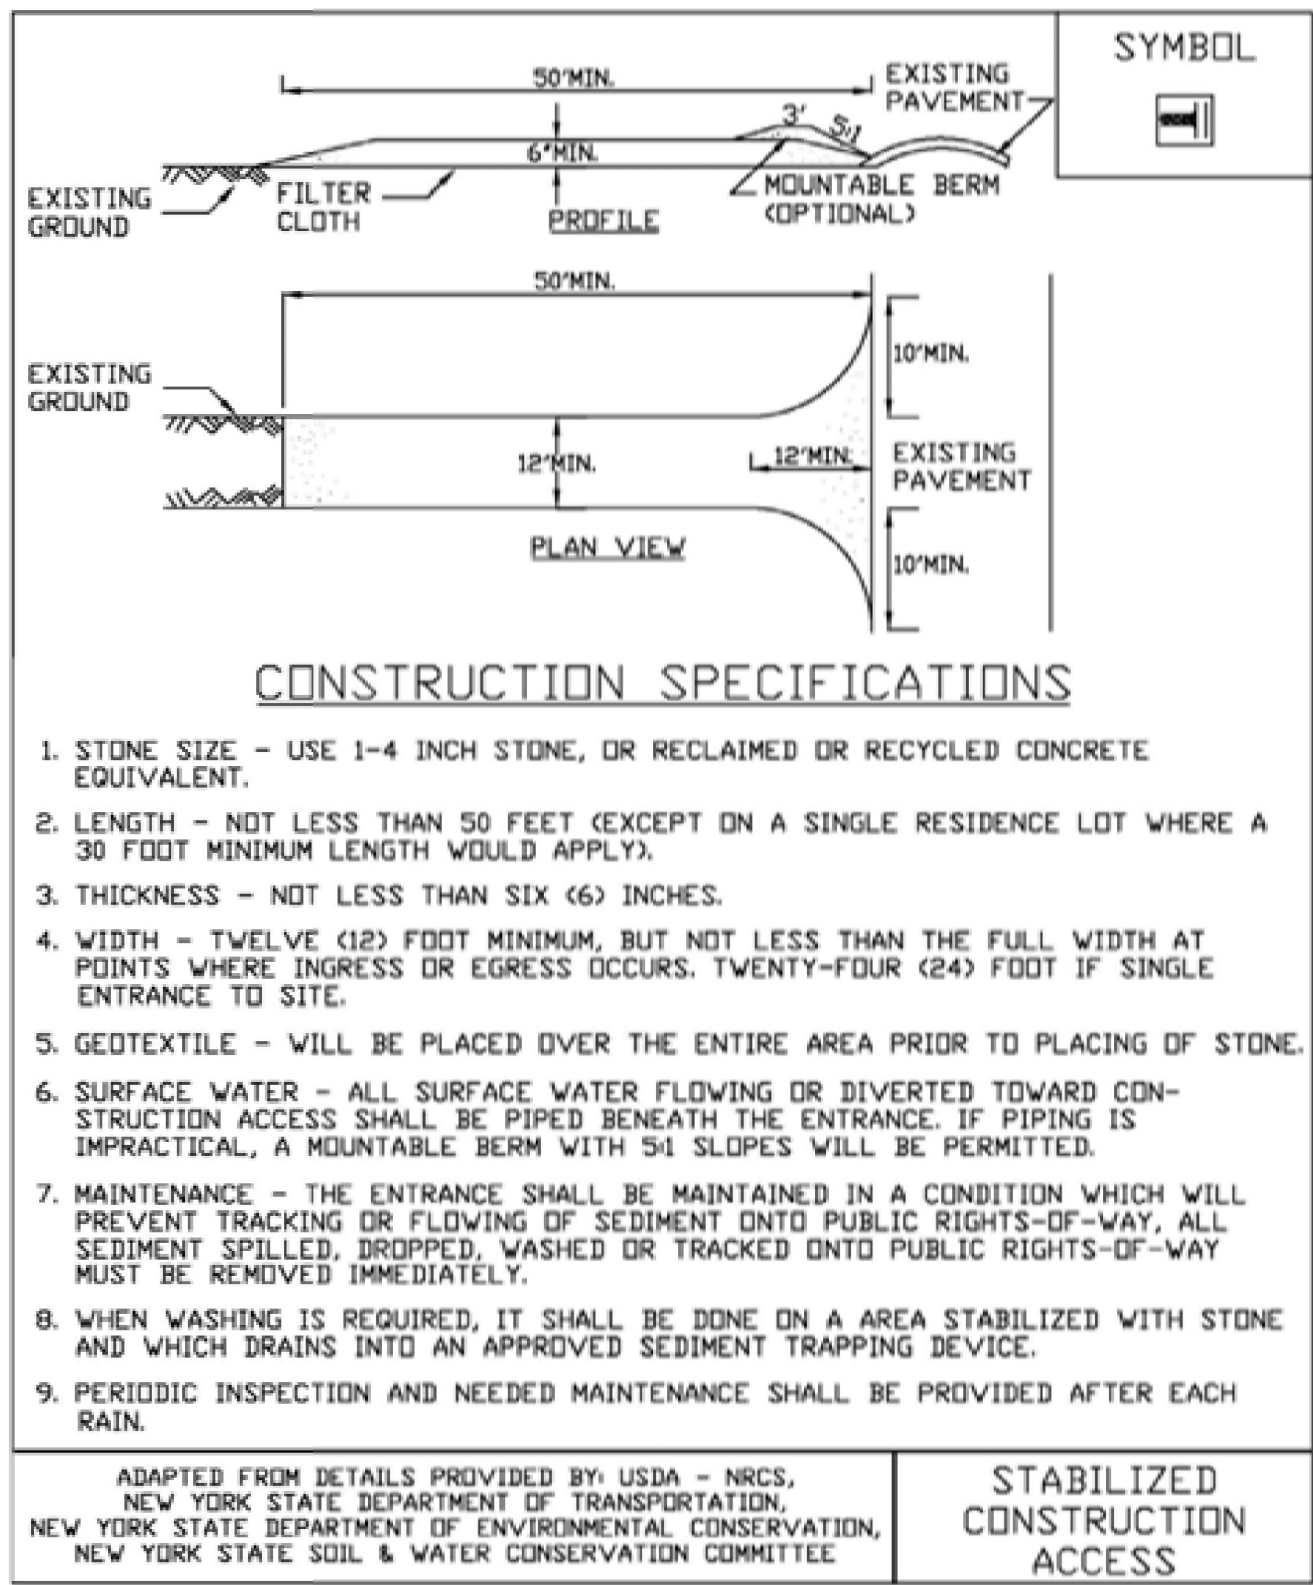 SYMBOL
50'MIN.
EXISTING
PAVEMENT
3'
5:1
6"MIN.
EXISTING
GROUND
FILTER
CLOTH
PROFILE
MOUNTABLE BERM
(OPTIONAL)
50'MIN.
10'MIN.
EXISTING
GROUND
12'MIN.
12'MIN.
EXISTING
PAVEMENT
PLAN VIEW
10'MIN.
CONSTRUCTION SPECIFICATIONS
1. STONE SIZE - USE 1-4 INCH STONE, OR RECLAIMED OR RECYCLED CONCRETE
EQUIVALENT.
2. LENGTH - NOT LESS THAN 50 FEET (EXCEPT ON A SINGLE RESIDENCE LOT WHERE A
30 FOOT MINIMUM LENGTH WOULD APPLY).
3. THICKNESS - NOT LESS THAN SIX (6) INCHES.
4. WIDTH - TWELVE (12) FOOT MINIMUM, BUT NOT LESS THAN THE FULL WIDTH AT
POINTS WHERE INGRESS OR EGRESS OCCURS. TWENTY-FOUR (24) FOOT IF SINGLE
ENTRANCE TO SITE.
5. GEOTEXTILE - WILL BE PLACED OVER THE ENTIRE AREA PRIOR TO PLACING OF STONE.
6. SURFACE WATER - ALL SURFACE WATER FLOWING OR DIVERTED TOWARD CON-
STRUCTION ACCESS SHALL BE PIPED BENEATH THE ENTRANCE. IF PIPING IS
IMPRACTICAL, A MOUNTABLE BERM WITH 5:1 SLOPES WILL BE PERMITTED.
7. MAINTENANCE - THE ENTRANCE SHALL BE MAINTAINED IN A CONDITION WHICH WILL
PREVENT TRACKING OR FLOWING OF SEDIMENT ONTO PUBLIC RIGHTS-OF-WAY, ALL
SEDIMENT SPILLED, DROPPED, WASHED OR TRACKED ONTO PUBLIC RIGHTS-OF-WAY
MUST BE REMOVED IMMEDIATELY.
8. WHEN WASHING IS REQUIRED, IT SHALL BE DONE ON A AREA STABILIZED WITH STONE
AND WHICH DRAINS INTO AN APPROVED SEDIMENT TRAPPING DEVICE.
9. PERIODIC INSPECTION AND NEEDED MAINTENANCE SHALL BE PROVIDED AFTER EACH
RAIN.
ADAPTED FROM DETAILS PROVIDED BY: USDA - NRCS,
NEW YORK STATE DEPARTMENT OF TRANSPORTATION,
NEW YORK STATE DEPARTMENT OF ENVIRONMENTAL CONSERVATION,
NEW YORK STATE SOIL & WATER CONSERVATION COMMITTEE
STABILIZED
CONSTRUCTION
ACCESS